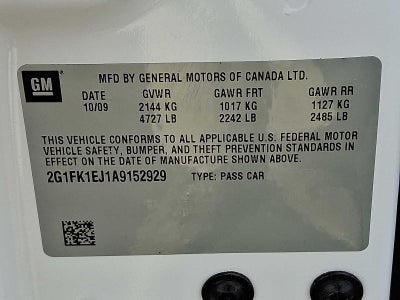 GM
MFD BY GENERAL MOTORS OF CANADA LTD.
DATE GVWR GAWR FRT GAWR RR
10/09 2144 KG 1017 KG 1127 KG
4727 LB 2242 LB 2485 LB
THIS VEHICLE CONFORMS TO ALL APPLICABLE U.S. FEDERAL MOTOR
VEHICLE SAFETY, BUMPER, AND THEFT PREVENTION STANDARDS IN
EFFECT ON THE DATE OF MANUFACTURE SHOWN ABOVE.
2G1FK1EJ1A9152929 TYPE: PASS CAR